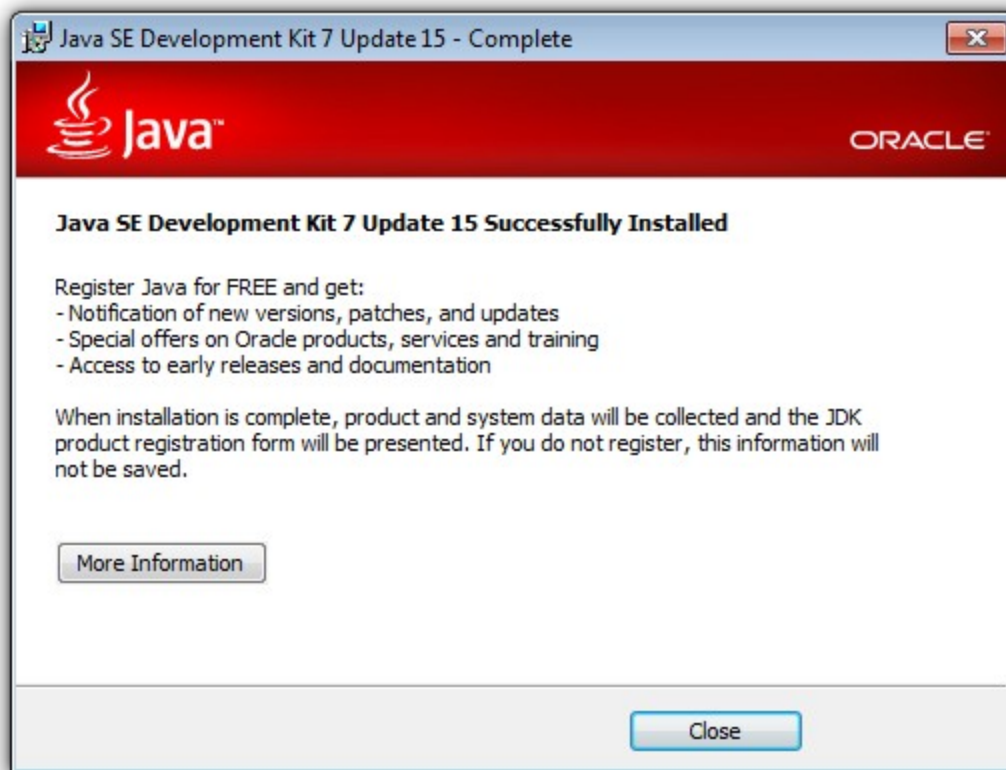 Java SE Development Kit 7 Update 15 - Complete
Java™
ORACLE®
Java SE Development Kit 7 Update 15 Successfully Installed
Register Java for FREE and get:
- Notification of new versions, patches, and updates
- Special offers on Oracle products, services and training
- Access to early releases and documentation
When installation is complete, product and system data will be collected and the JDK
product registration form will be presented. If you do not register, this information will
not be saved.
More Information
Close